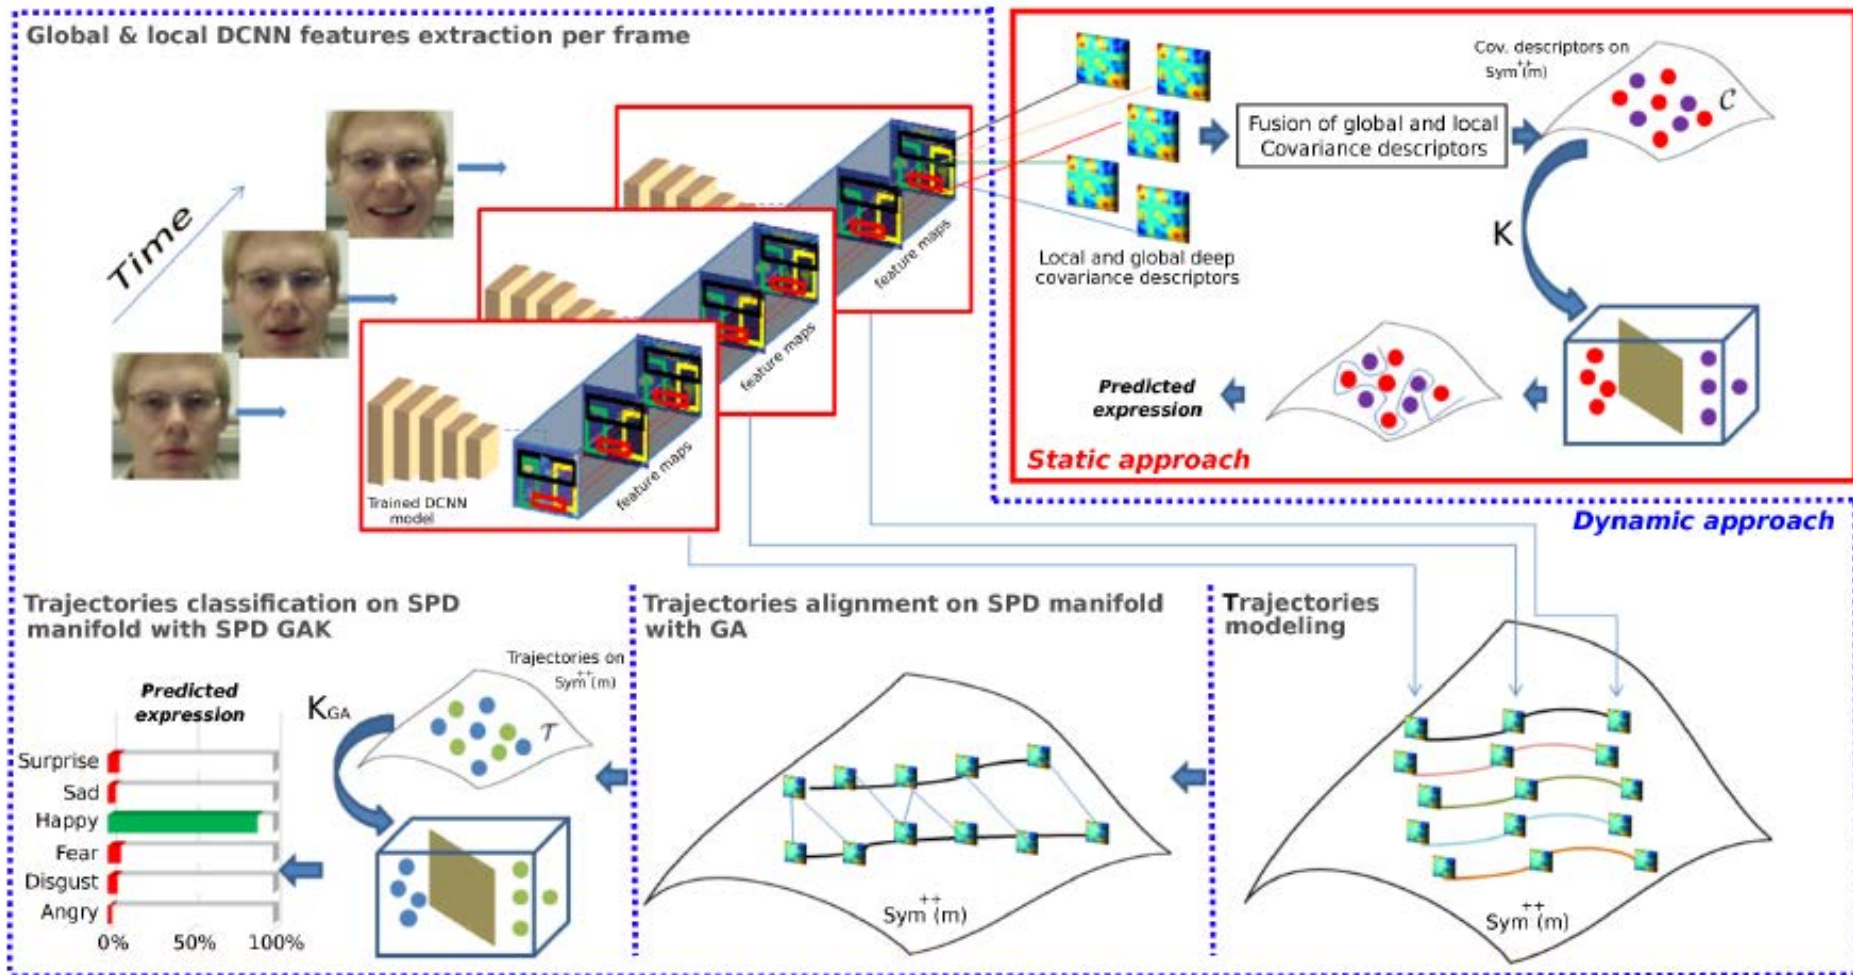 Global & local DCNN features extraction per frame
Time
Trained DCNN
model
feature maps
feature maps
feature maps
Local and global deep
covariance descriptors
Fusion of global and local
Covariance descriptors
Cov. descriptors on
Sym++(m)
C
K
Predicted
expression
Static approach
Dynamic approach
Trajectories
modeling
Sym++(m)
Trajectories alignment on SPD manifold
with GA
Sym++(m)
Trajectories classification on SPD
manifold with SPD GAK
Trajectories on
Sym++(m)
T
KGA
Predicted
expression
Surprise
Sad
Happy
Fear
Disgust
Angry
0% 50% 100%